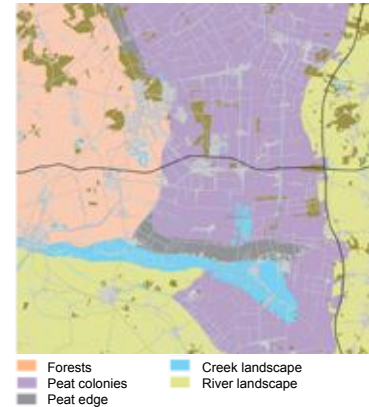 Forests
Peat colonies
Peat edge
Creek landscape
River landscape